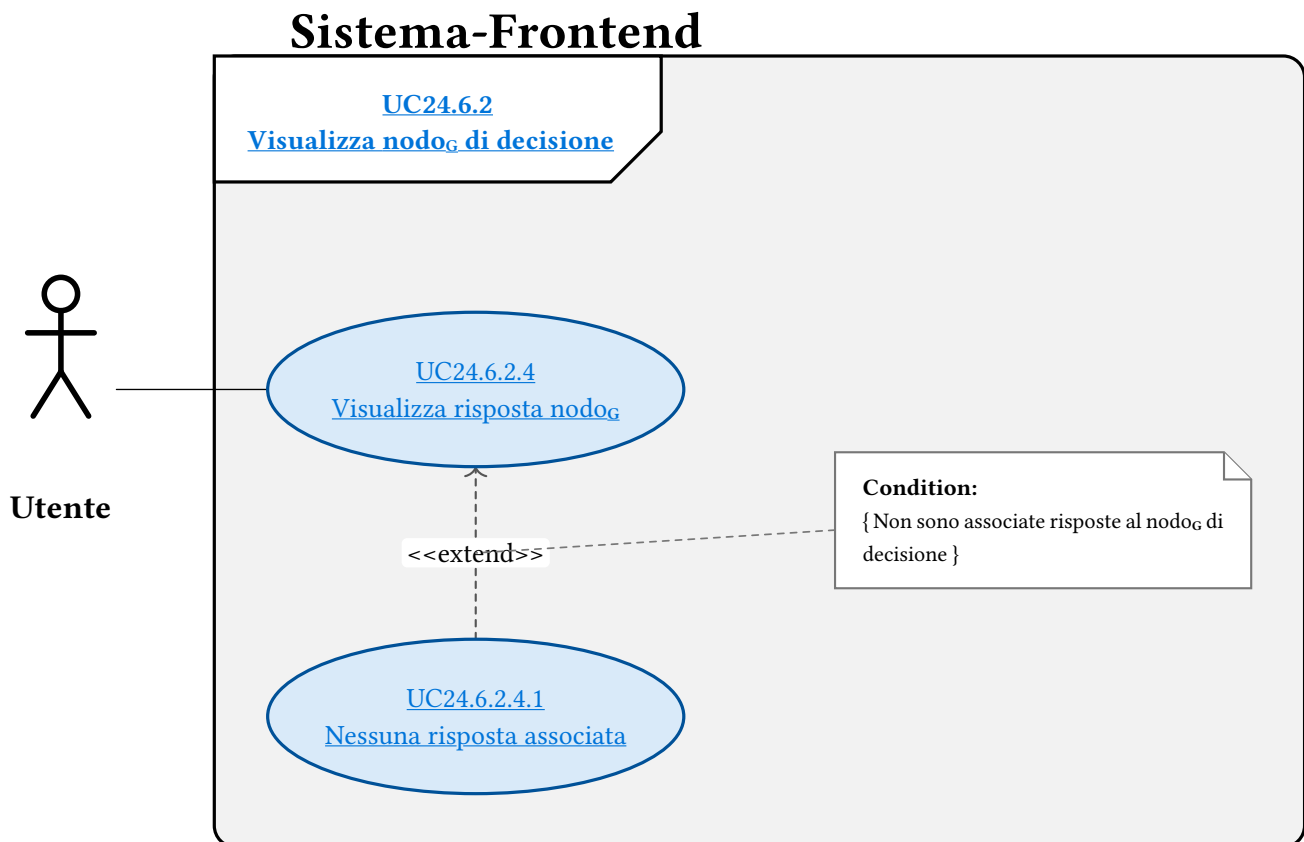 Sistema-Frontend
UC24.6.2
Visualizza nodoG di decisione
UC24.6.2.4
Visualizza risposta nodoG
Utente
Condition:
{ Non sono associate risposte al nodoG di
decisione }
<<extend>>
UC24.6.2.4.1
Nessuna risposta associata